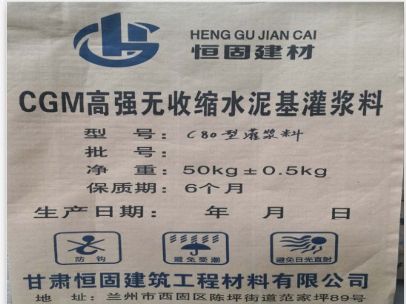 HENG GU JIAN CAI
恒固建材
CGM高强无收缩水泥基灌浆料
型号: C80型灌浆料
批号:
净重: 50kg±0.5kg
保质期: 6个月
生产日期: 年 月 日
防钩 避免受潮 避免日光直射
甘肃恒固建筑工程材料有限公司
地址: 兰州市西固区陈坪街道范家坪89号